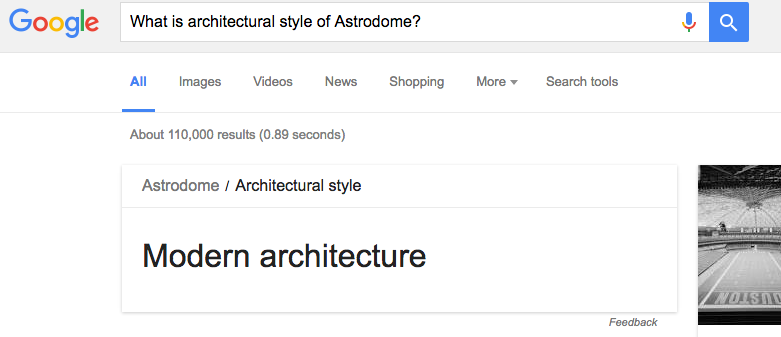 Google What is architectural style of Astrodome?
All Images Videos News Shopping More Search tools
About 110,000 results (0.89 seconds)
Astrodome / Architectural style
Modern architecture
OUSTON
Feedback